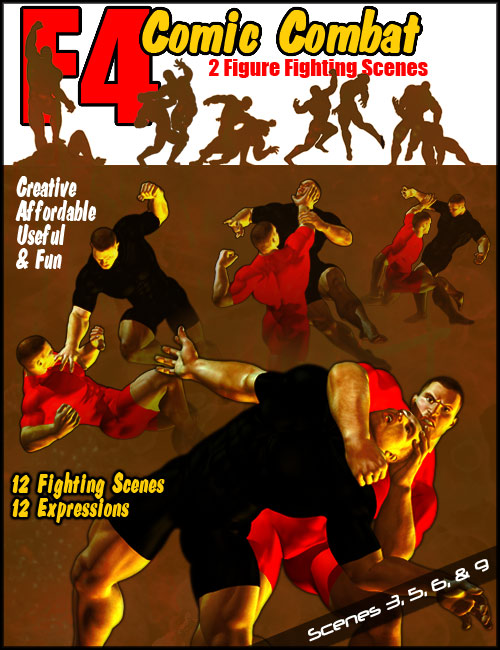 F4 Comic Combat
2 Figure Fighting Scenes
Creative
Affordable
Useful
& Fun
12 Fighting Scenes
12 Expressions
Scenes 3, 5, 6, & 9